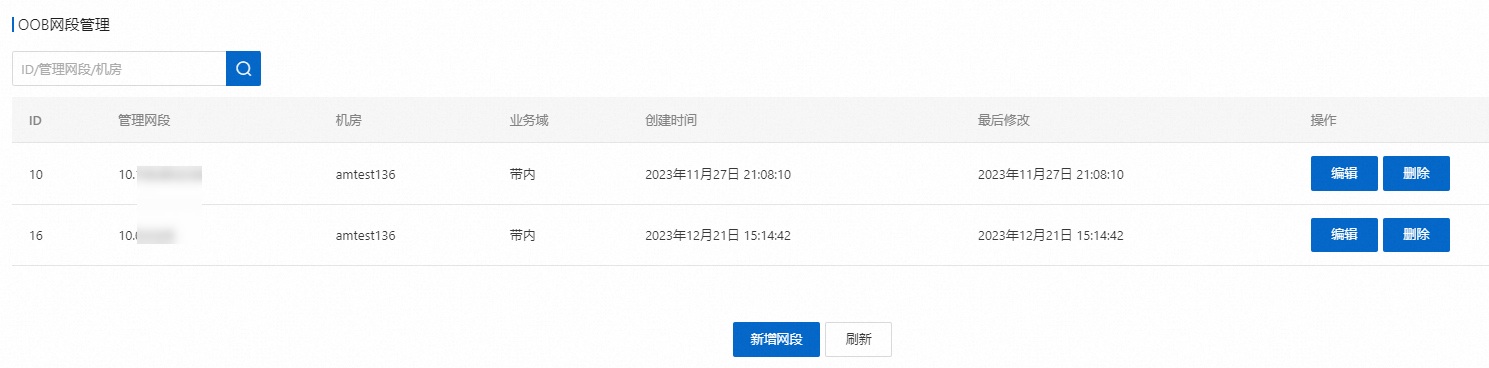 OOB网段管理
ID/管理网段/机房
ID 管理网段 机房 业务域 创建时间 最后修改 操作
10 10. amtest136 带内 2023年11月27日 21:08:10 2023年11月27日 21:08:10 编辑 删除
16 10. amtest136 带内 2023年12月21日 15:14:42 2023年12月21日 15:14:42 编辑 删除
新增网段 刷新